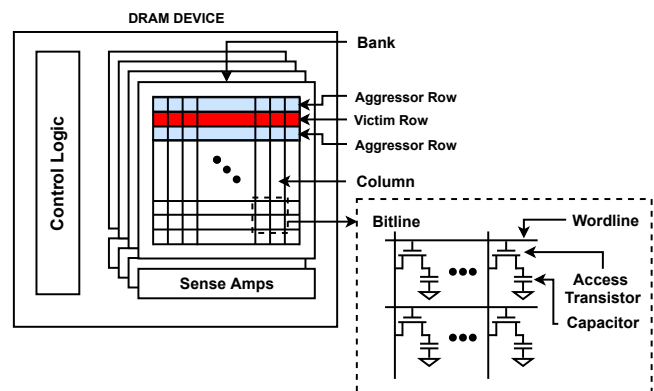 DRAM DEVICE
Bank
Control Logic
Aggressor Row
Victim Row
Aggressor Row
Column
Sense Amps
Bitline
Wordline
Access
Transistor
Capacitor